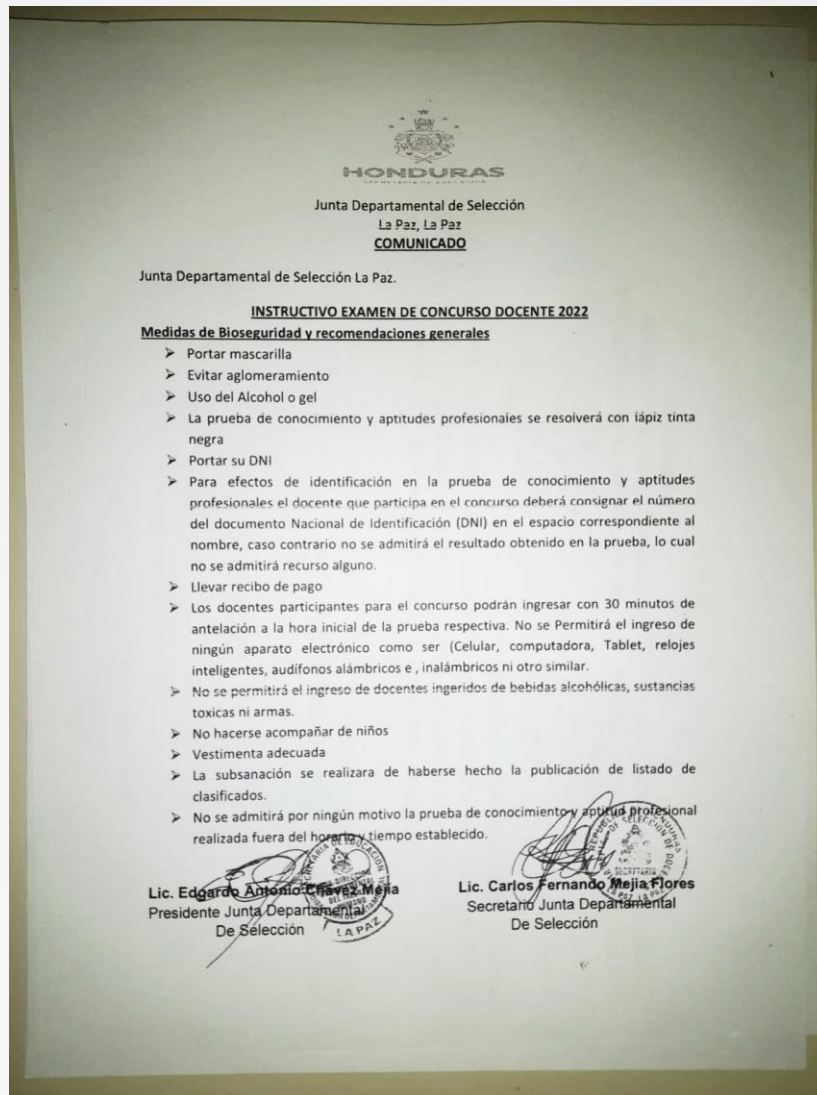 HONDURAS
SECRETARÍA DE EDUCACIÓN
Junta Departamental de Selección
La Paz, La Paz
COMUNICADO
Junta Departamental de Selección La Paz.
INSTRUCTIVO EXAMEN DE CONCURSO DOCENTE 2022
Medidas de Bioseguridad y recomendaciones generales
➢ Portar mascarilla
➢ Evitar aglomeramiento
➢ Uso del Alcohol o gel
➢ La prueba de conocimiento y aptitudes profesionales se resolverá con lápiz tinta
negra
➢ Portar su DNI
➢ Para efectos de identificación en la prueba de conocimiento y aptitudes
profesionales el docente que participa en el concurso deberá consignar el número
del documento Nacional de Identificación (DNI) en el espacio correspondiente al
nombre, caso contrario no se admitirá el resultado obtenido en la prueba, lo cual
no se admitirá recurso alguno.
➢ Llevar recibo de pago
➢ Los docentes participantes para el concurso podrán ingresar con 30 minutos de
antelación a la hora inicial de la prueba respectiva. No se Permitirá el ingreso de
ningún aparato electrónico como ser (Celular, computadora, Tablet, relojes
inteligentes, audífonos alámbricos e , inalámbricos ni otro similar.
➢ No se permitirá el ingreso de docentes ingeridos de bebidas alcohólicas, sustancias
toxicas ni armas.
➢ No hacerse acompañar de niños
➢ Vestimenta adecuada
➢ La subsanación se realizara de haberse hecho la publicación de listado de
clasificados.
➢ No se admitirá por ningún motivo la prueba de conocimiento y aptitud profesional
realizada fuera del horario y tiempo establecido.
Lic. Edgardo Antonio Chávez Mejia
Presidente Junta Departamental
De Selección
LA PAZ
Lic. Carlos Fernando Mejia Flores
Secretario Junta Departamental
De Selección
SECRETARIA